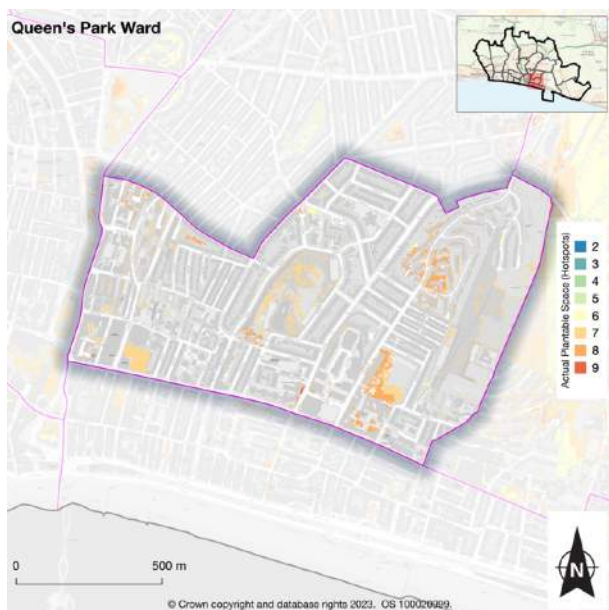 Queen's Park Ward
Actual Plantable Space (Hotspots)
2
3
4
5
6
7
8
9
0 500 m
N
© Crown copyright and database rights 2023. OS 100020999.